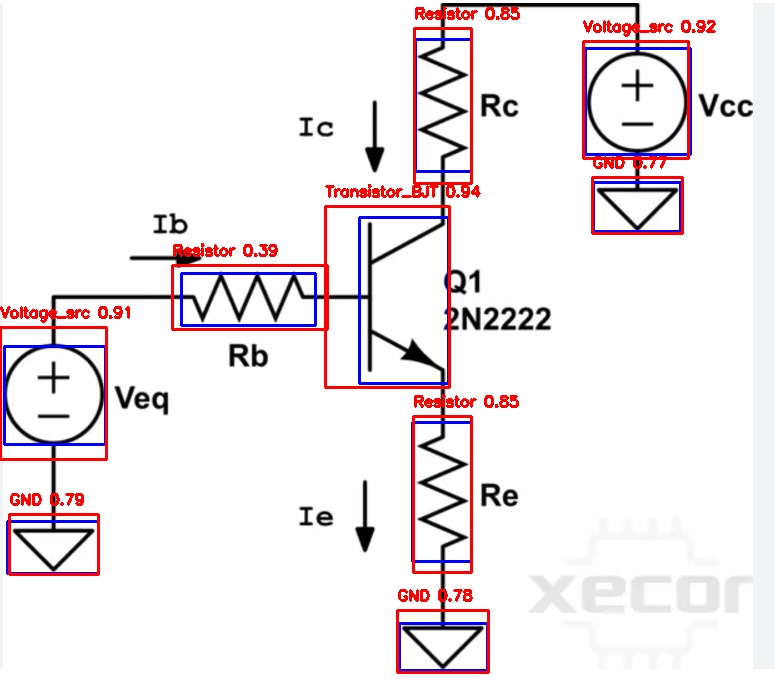 Resistor 0.85
Voltage_src 0.92
Rc
Vcc
Ic
GND 0.77
Transistor_BJT 0.94
Ib
Resistor 0.39
Q1
2N2222
Voltage_src 0.91
Rb
Veq
Resistor 0.85
GND 0.79
Re
Ie
xecor
GND 0.78